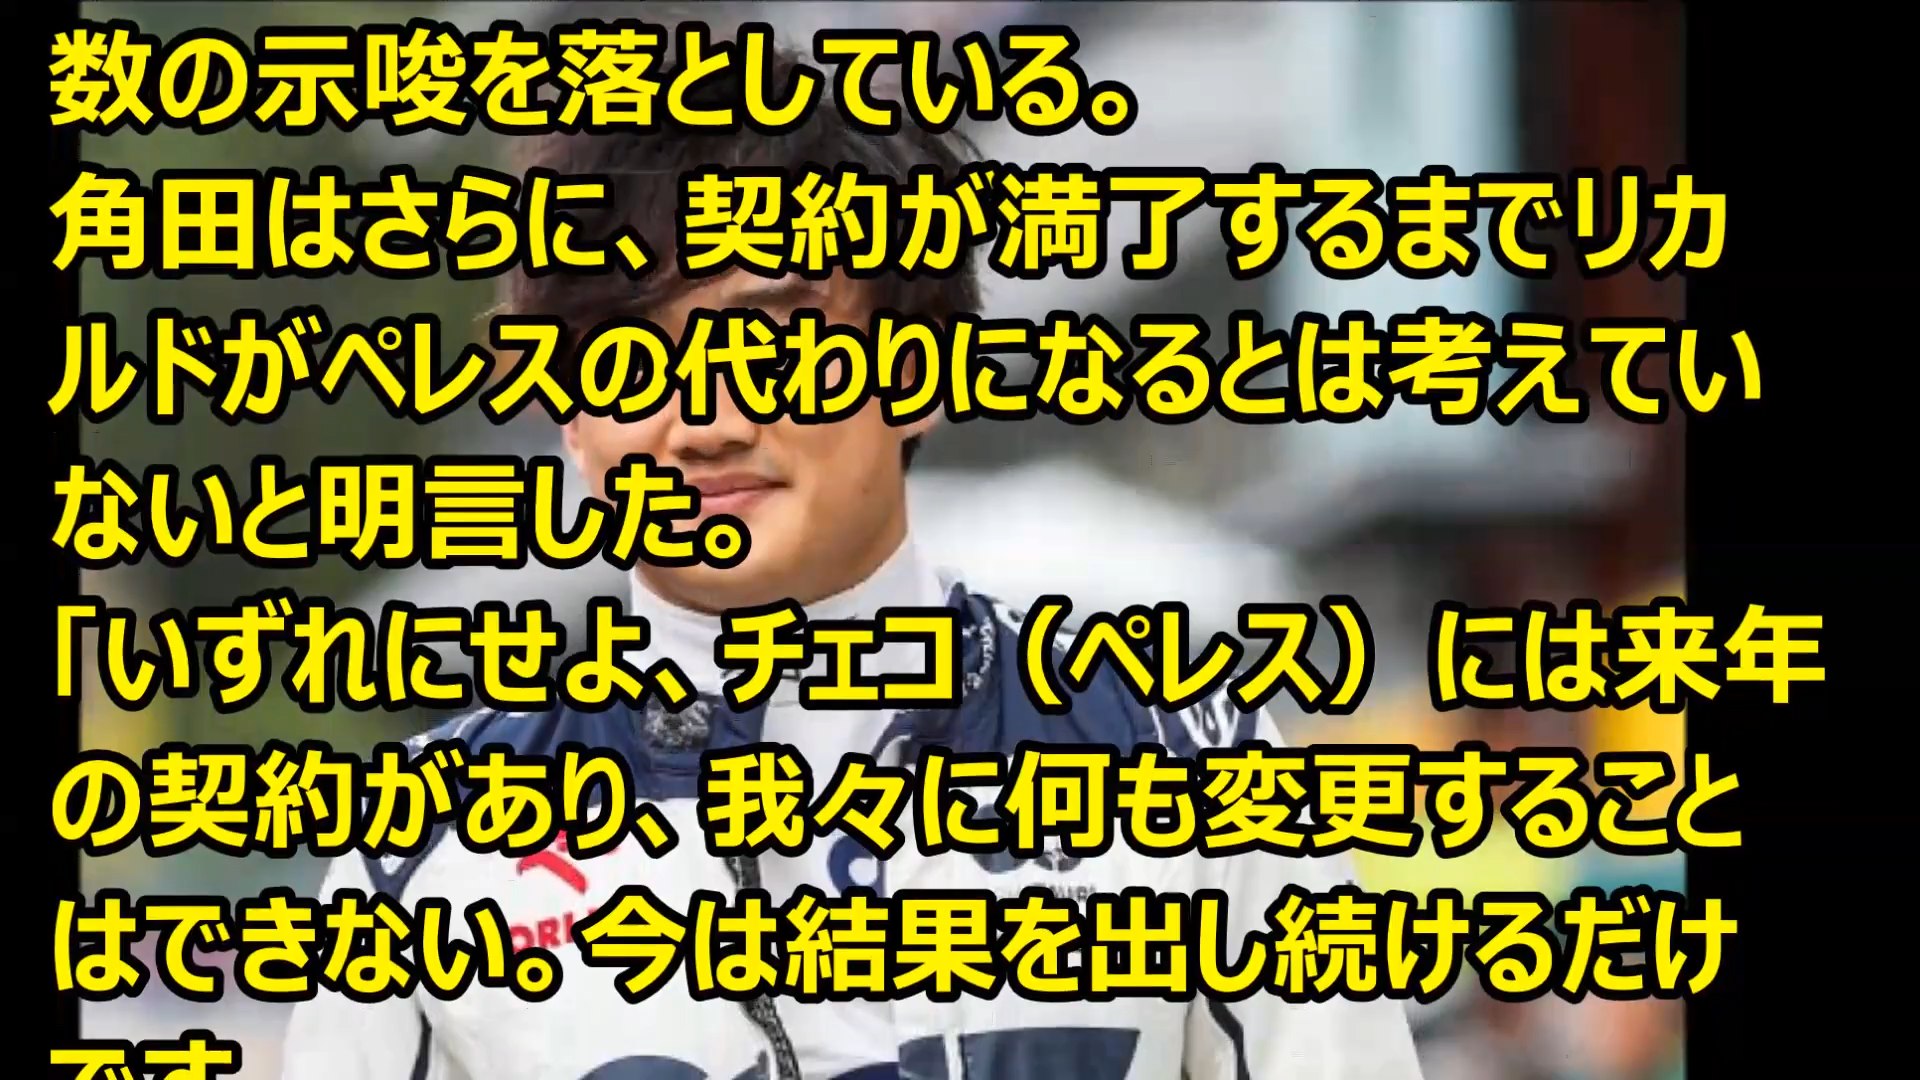 数の示唆を落としている。
角田はさらに、契約が満了するまでリカ
ルドがペレスの代わりになるとは考えてい
ないと明言した。
「いずれにせよ、チェコ（ペレス）には来年
の契約があり、我々に何も変更すること
はできない。今は結果を出し続けるだけ
です